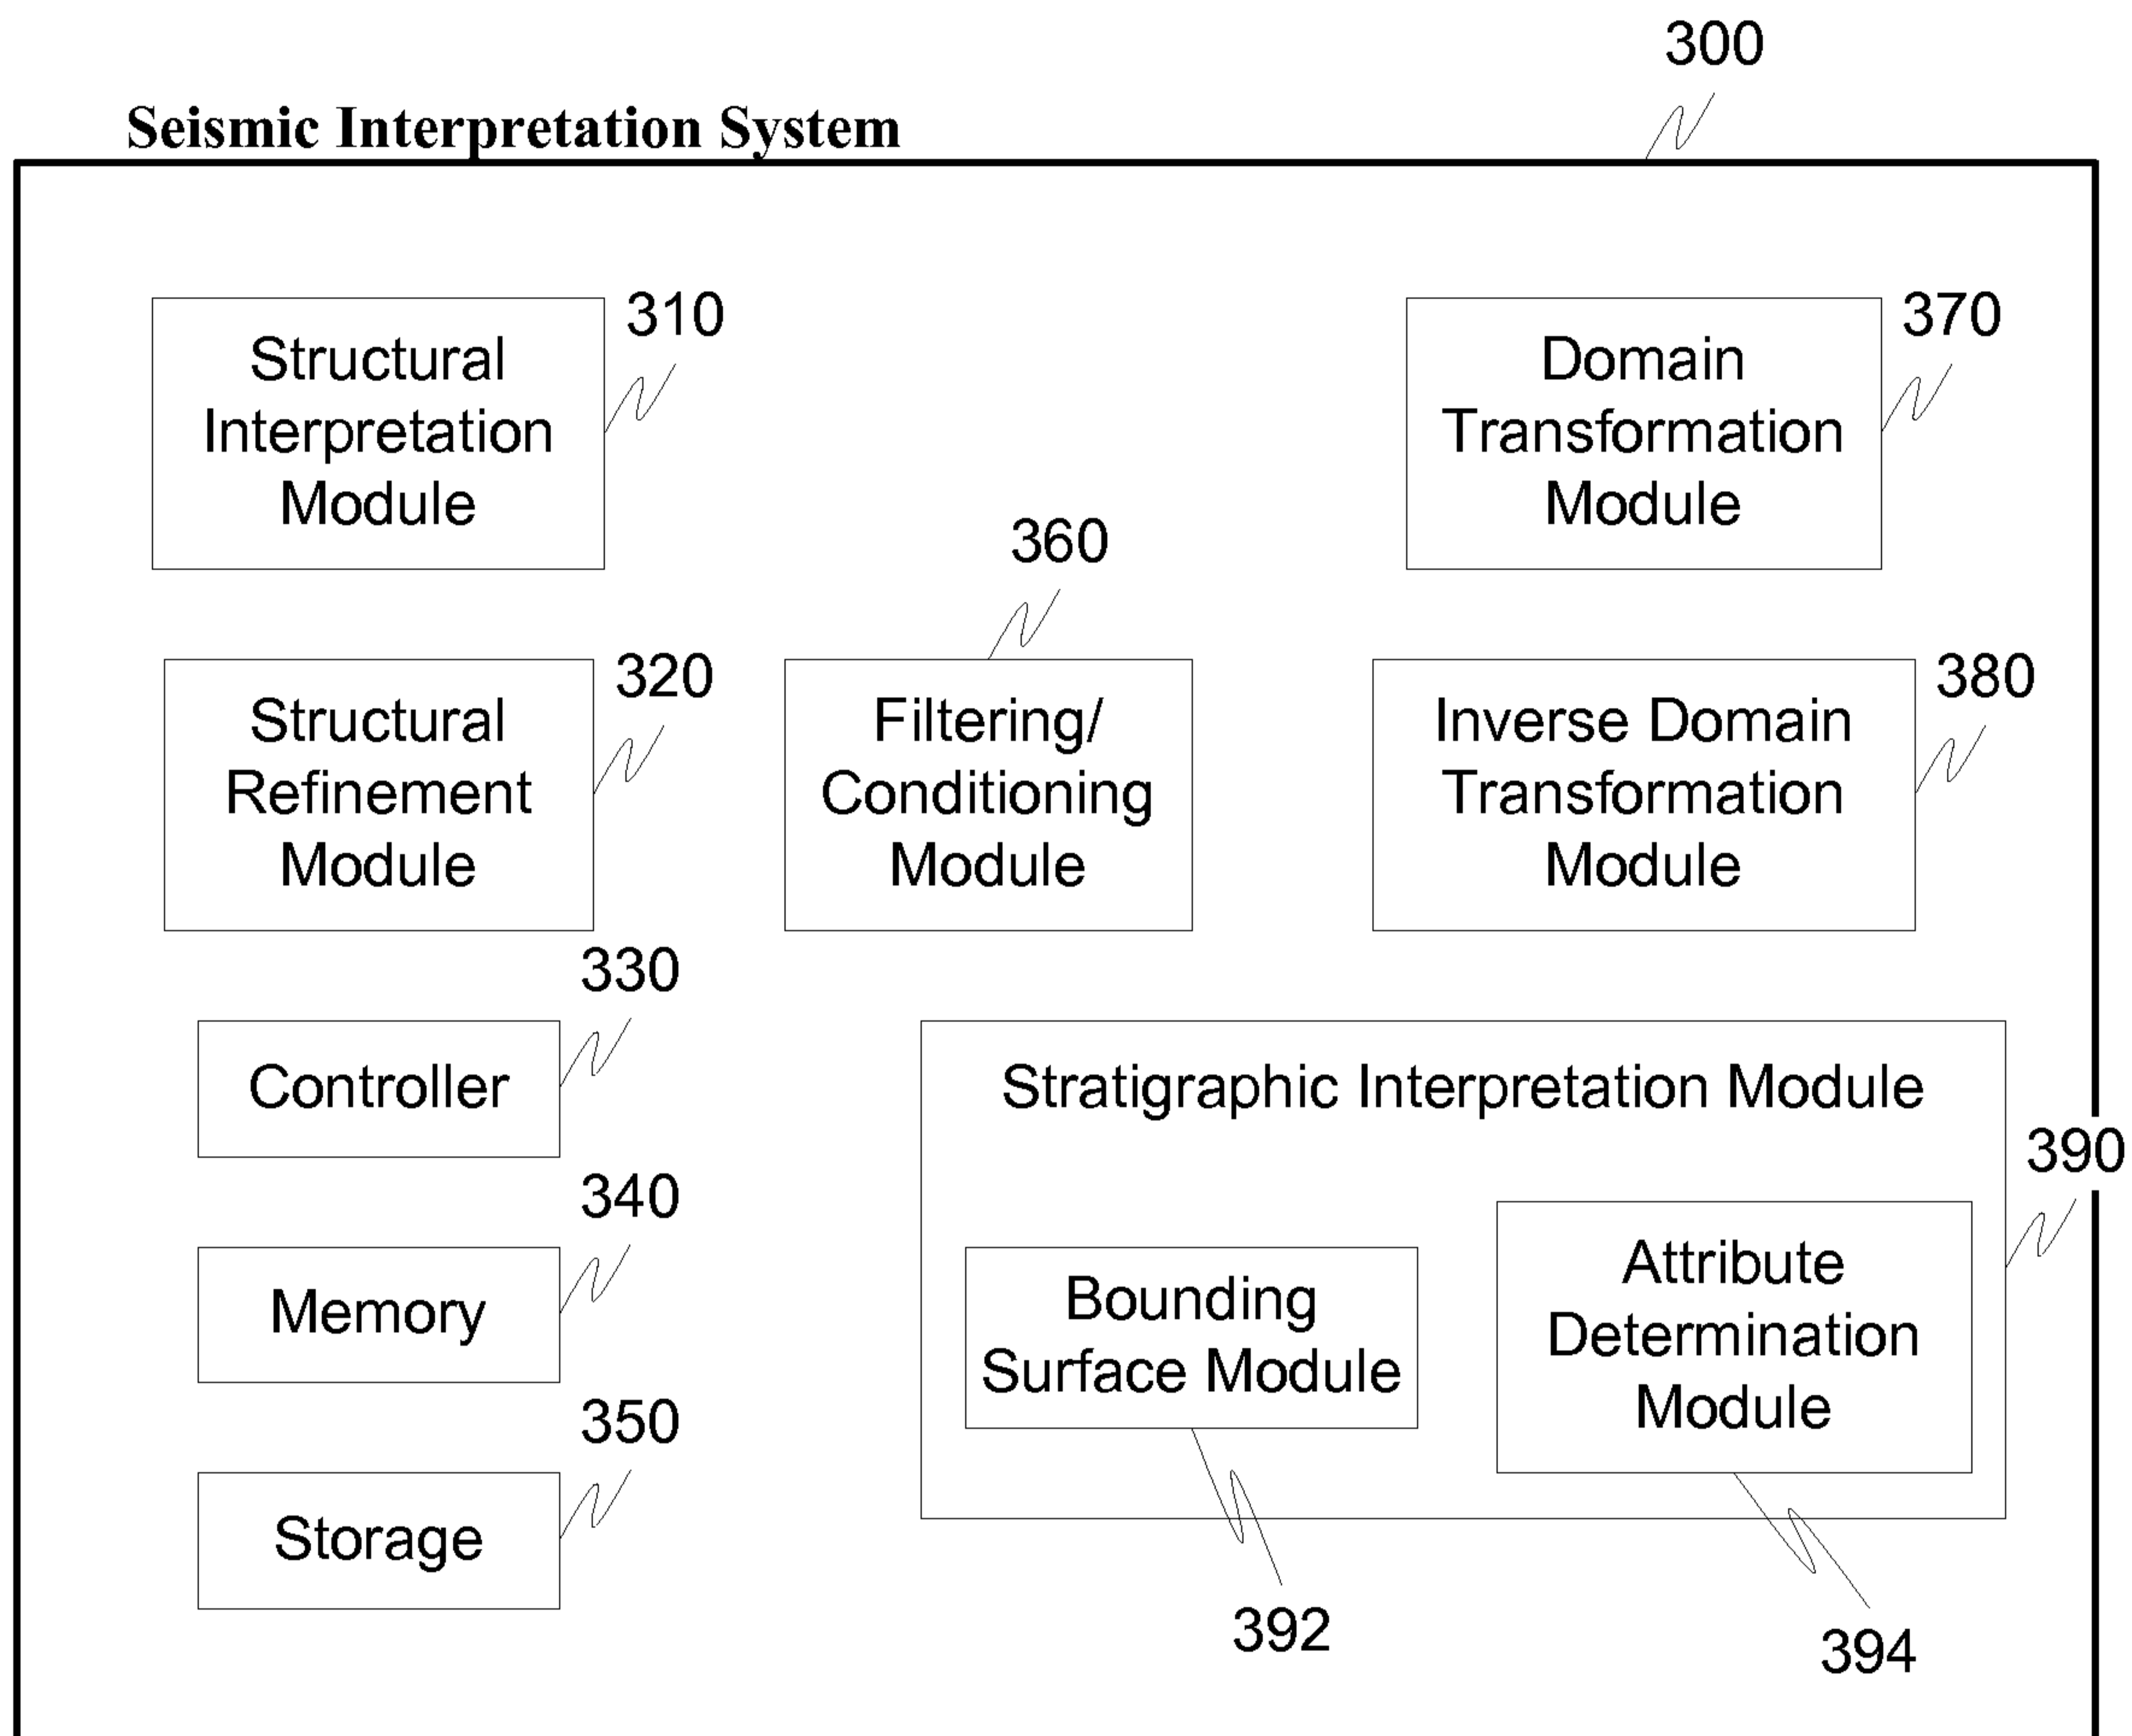 300
Seismic Interpretation System
310
Structural
Interpretation
Module
370
Domain
Transformation
Module
360
320
Structural
Refinement
Module
Filtering/
Conditioning
Module
380
Inverse Domain
Transformation
Module
330
Controller
Stratigraphic Interpretation Module
390
340
Memory
Bounding
Surface Module
Attribute
Determination
Module
350
Storage
392
394